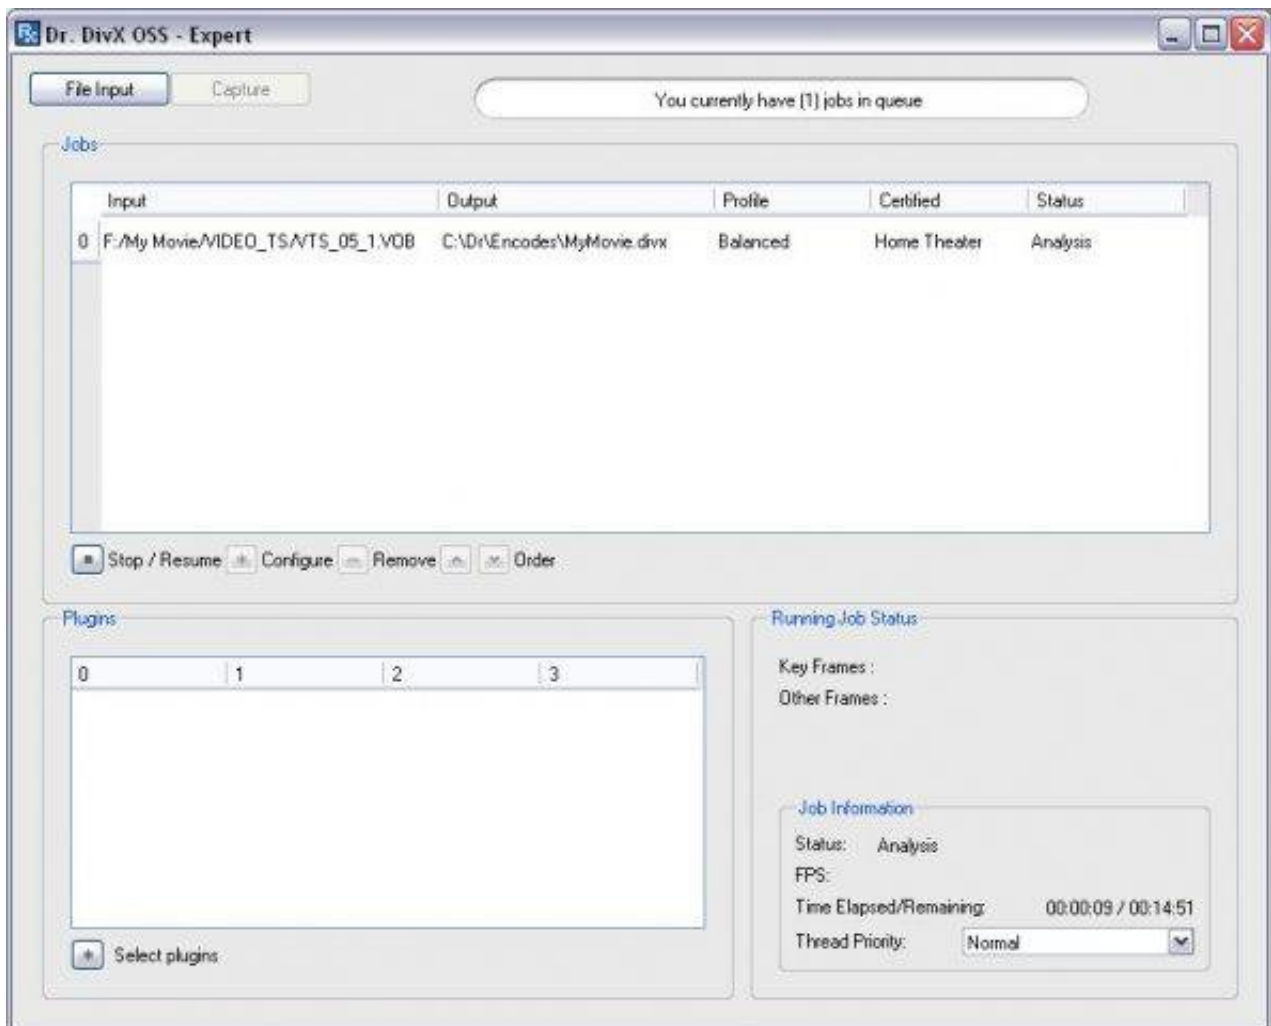 Dr. DivX OSS - Expert
File Input Capture You currently have (1) jobs in queue
Jobs
Input Output Profile Certified Status
0 F:/My Movie/VIDEO_TS/VTS_05_1.VOB C:\Dr\Encodes\MyMovie.divx Balanced Home Theater Analysis
Stop / Resume Configure Remove Order
Plugins Running Job Status
0 1 2 3
Key Frames :
Other Frames :
Job Information
Status: Analysis
FPS:
Time Elapsed/Remaining: 00:00:09 / 00:14:51
Thread Priority: Normal
Select plugins